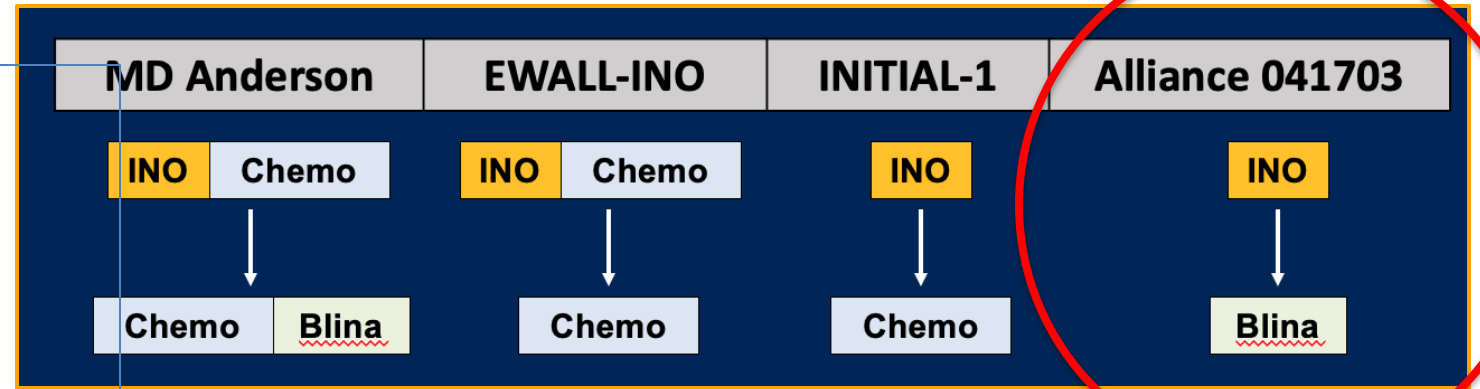 MD Anderson EWALL-INO INITIAL-1 Alliance 041703
INO Chemo INO Chemo INO INO
Chemo Blina Chemo Chemo Blina